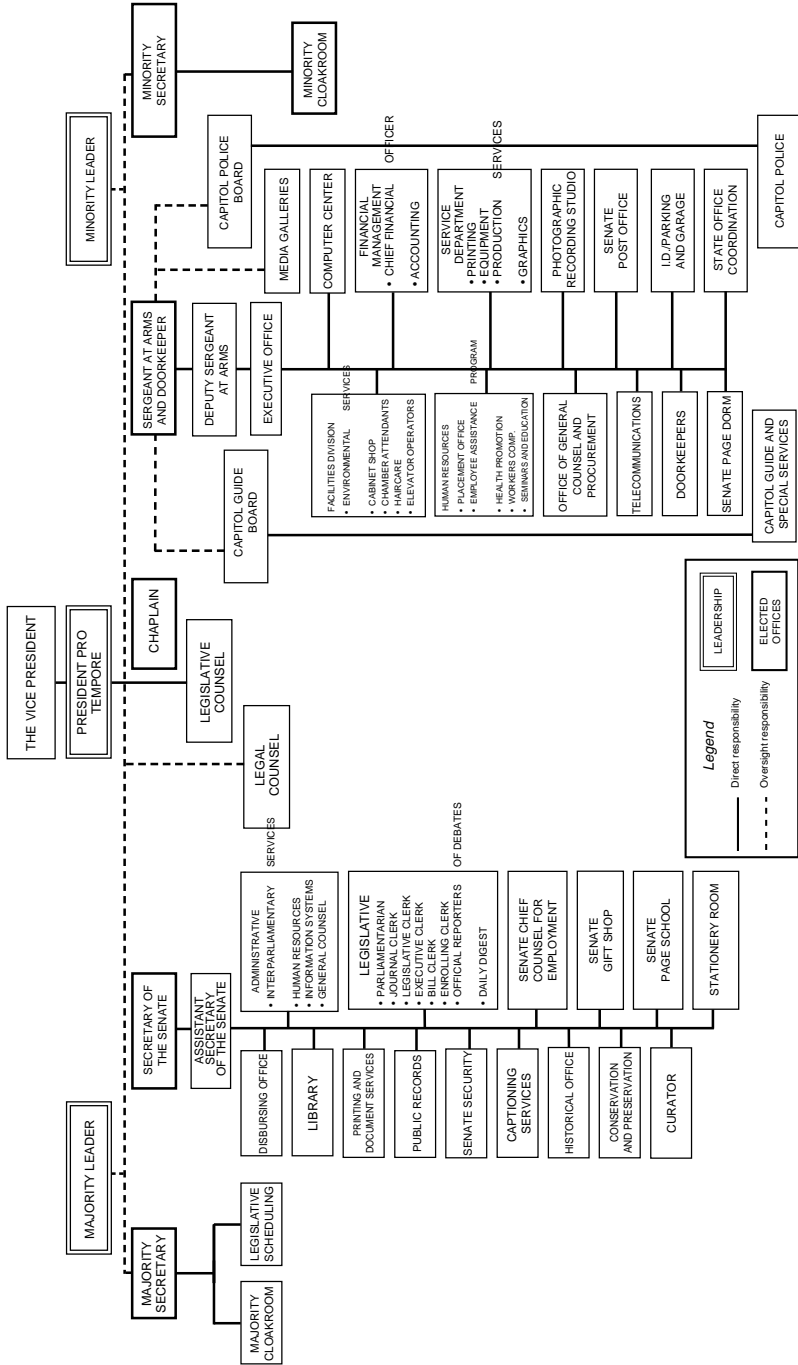 THE VICE PRESIDENT
MAJORITY LEADER
PRESIDENT PRO
TEMPORE
MINORITY LEADER
MAJORITY
SECRETARY
SECRETARY OF
THE SENATE
CHAPLAIN
SERGEANT AT ARMS
AND DOORKEEPER
MINORITY
SECRETARY
MAJORITY
CLOAKROOM
LEGISLATIVE
SCHEDULING
ASSISTANT
SECRETARY
OF THE SENATE
DISBURSING OFFICE
LIBRARY
PRINTING AND
DOCUMENT SERVICES
PUBLIC RECORDS
SENATE SECURITY
CAPTIONING
SERVICES
HISTORICAL OFFICE
CONSERVATION
AND PRESERVATION
CURATOR
ADMINISTRATIVE
SERVICES
• INTERPARLIAMENTARY
• HUMAN RESOURCES
• INFORMATION SYSTEMS
• GENERAL COUNSEL
LEGISLATIVE
• PARLIAMENTARIAN
• JOURNAL CLERK
• LEGISLATIVE CLERK
• EXECUTIVE CLERK
• BILL CLERK
• ENROLLING CLERK
• OFFICIAL REPORTERS
OF DEBATES
• DAILY DIGEST
SENATE CHIEF
COUNSEL FOR
EMPLOYMENT
SENATE
GIFT SHOP
SENATE
PAGE SCHOOL
STATIONERY ROOM
LEGISLATIVE
COUNSEL
LEGAL
COUNSEL
CAPITOL GUIDE
BOARD
DEPUTY SERGEANT
AT ARMS
EXECUTIVE OFFICE
CAPITOL POLICE
BOARD
FACILITIES DIVISION
• ENVIRONMENTAL
SERVICES
• CABINET SHOP
• CHAMBER ATTENDANTS
• HAIRCARE
• ELEVATOR OPERATORS
HUMAN RESOURCES
• PLACEMENT OFFICE
• EMPLOYEE ASSISTANCE
PROGRAM
• HEALTH PROMOTION
• WORKERS COMP.
• SEMINARS AND EDUCATION
OFFICE OF GENERAL
COUNSEL AND
PROCUREMENT
TELECOMMUNICATIONS
DOORKEEPERS
SENATE PAGE DORM
CAPITOL GUIDE AND
SPECIAL SERVICES
MEDIA GALLERIES
COMPUTER CENTER
FINANCIAL
MANAGEMENT
• CHIEF FINANCIAL
OFFICER
• ACCOUNTING
SERVICE
DEPARTMENT
• PRINTING
• EQUIPMENT
• PRODUCTION
SERVICES
• GRAPHICS
PHOTOGRAPHIC
RECORDING STUDIO
SENATE
POST OFFICE
I.D./PARKING
AND GARAGE
STATE OFFICE
COORDINATION
CAPITOL POLICE
MINORITY
CLOAKROOM
Legend
Direct responsibility
Oversight responsibility
LEADERSHIP
ELECTED
OFFICES